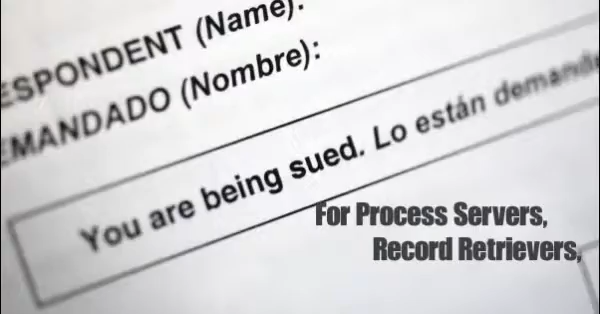 ESPONDENT (Name):
EMANDADO (Nombre):
You are being sued. Lo están demand
For Process Servers,
Record Retrievers,